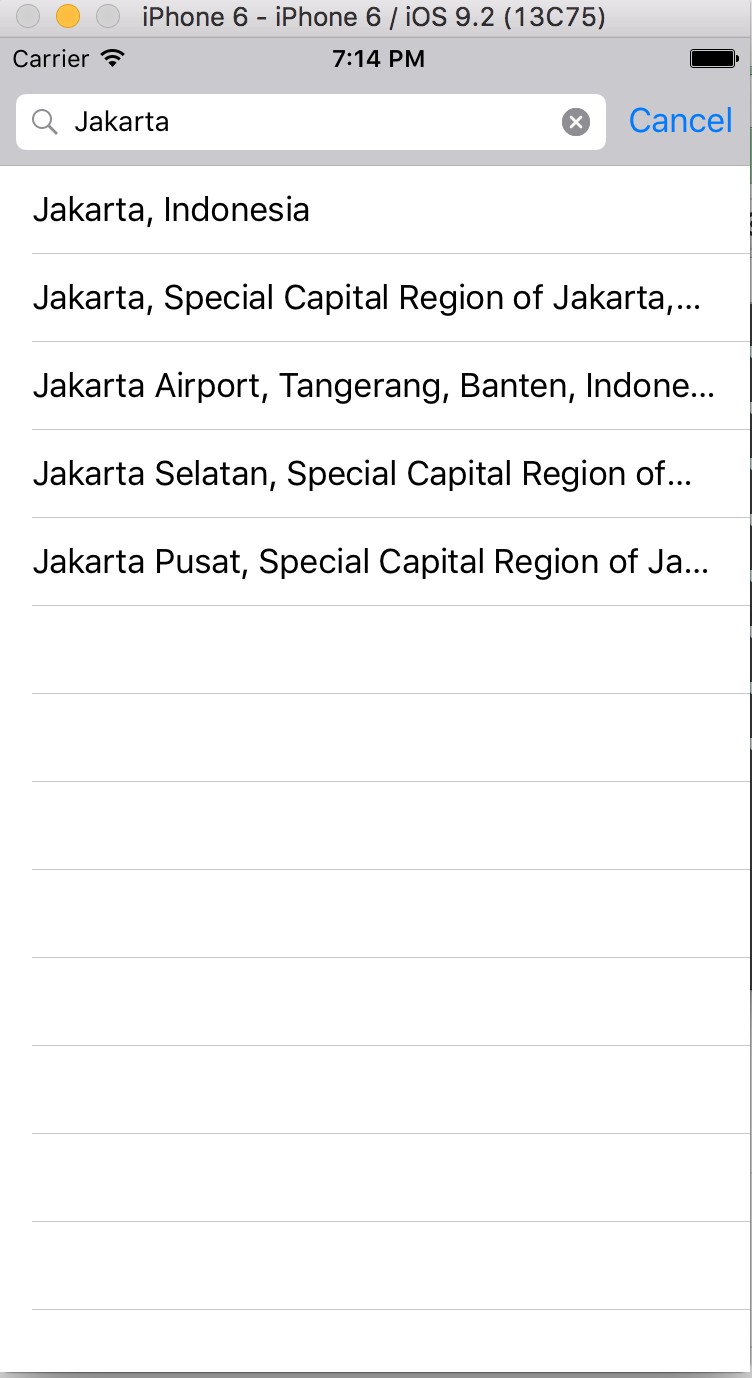 iPhone 6 - iPhone 6 / iOS 9.2 (13C75)
Carrier 7:14 PM
Jakarta Cancel
Jakarta, Indonesia
Jakarta, Special Capital Region of Jakarta,...
Jakarta Airport, Tangerang, Banten, Indone...
Jakarta Selatan, Special Capital Region of...
Jakarta Pusat, Special Capital Region of Ja...